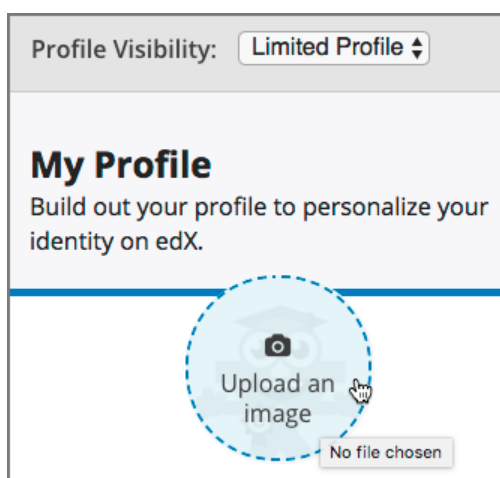 Profile Visibility: Limited Profile
My Profile
Build out your profile to personalize your
identity on edX.
Upload an
image
No file chosen